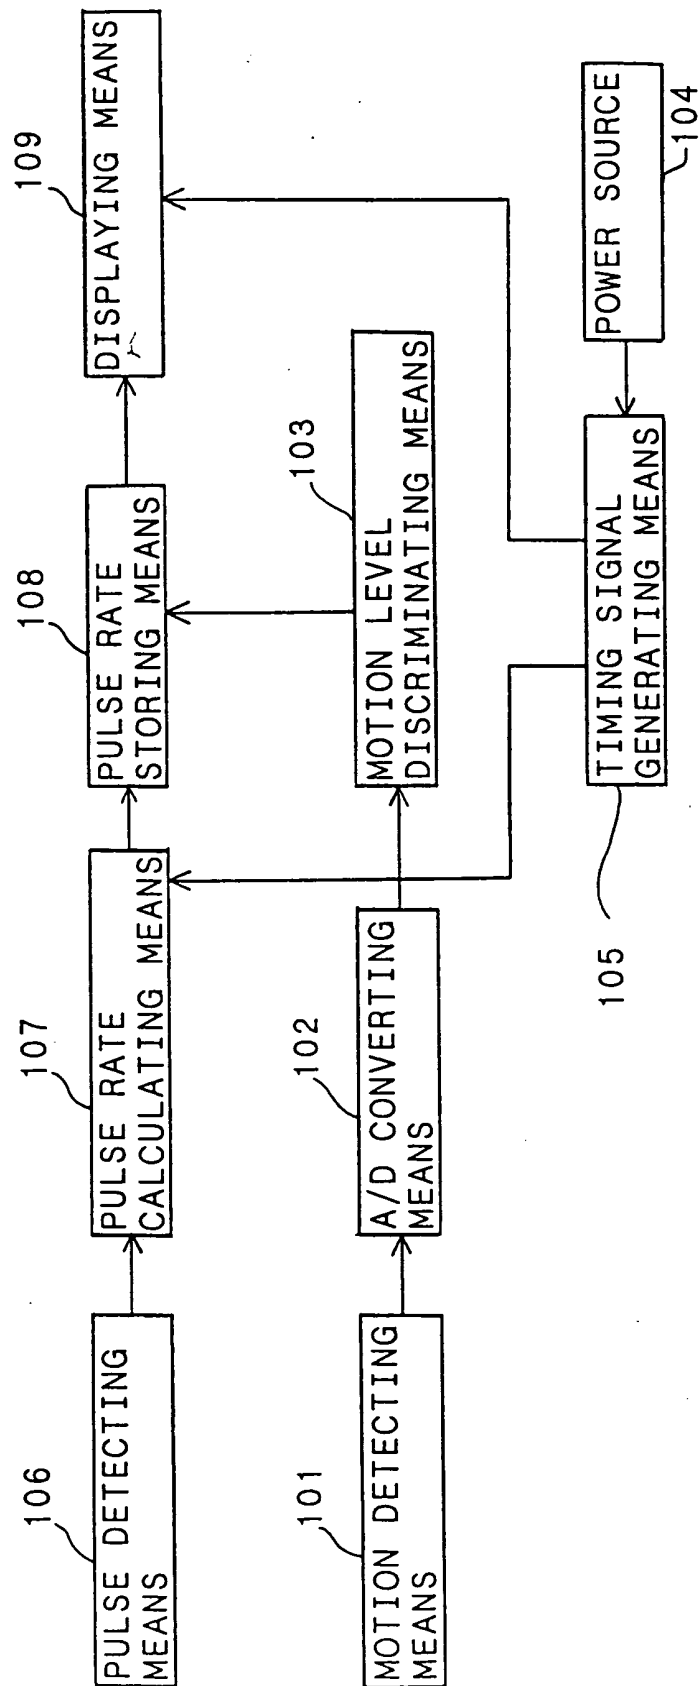 106
PULSE DETECTING
MEANS
107
PULSE RATE
CALCULATING MEANS
108
PULSE RATE
STORING MEANS
109
DISPLAYING MEANS
101
MOTION DETECTING
MEANS
102
A/D CONVERTING
MEANS
103
MOTION LEVEL
DISCRIMINATING MEANS
105
TIMING SIGNAL
GENERATING MEANS
POWER SOURCE
104